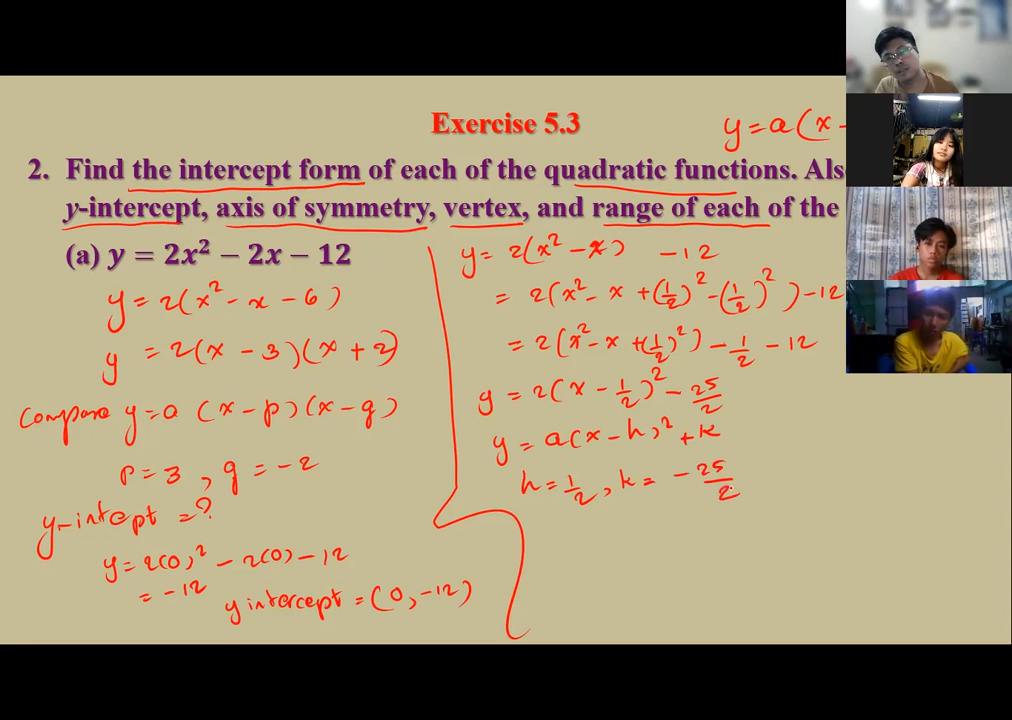 Exercise 5.3
y = a(x -
2. Find the intercept form of each of the quadratic functions. Als
y-intercept, axis of symmetry, vertex, and range of each of the
(a) y = 2x² − 2x − 12
y = 2(x² - x - 6)
y = 2(x - 3)(x + 2)
Compare y = a (x - p)(x - q)
p = 3, q = -2
y-intept = ?
y = 2(0)² - 2(0) - 12
= -12
y intercept = (0, -12)
y = 2(x² - x) - 12
= 2(x² - x + (1/2)² - (1/2)²) - 12
= 2(x² - x + (1/2)²) - 1/2 - 12
y = 2(x - 1/2)² - 25/2
y = a(x - h)² + k
h = 1/2, k = - 25/2